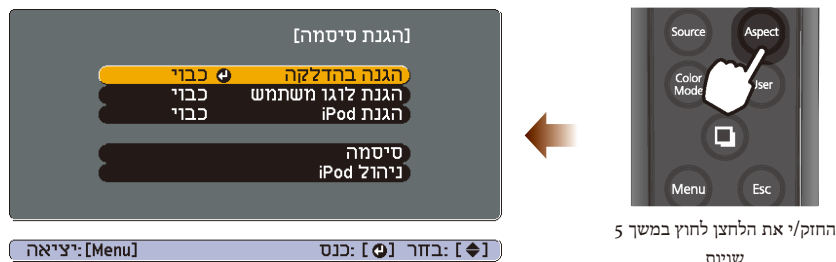 [הגנת סיסמה]
הגנה בהדלקה כבוי
הגנת לוגו משתמש כבוי
הגנת iPod כבוי
סיסמה
ניהול iPod
[ ]: בחר [ ]: כנס [Menu]:יציאה
Source Aspect
Color Mode User
Menu Esc
החזק/י את הלחצן לחוץ במשך 5
שניות